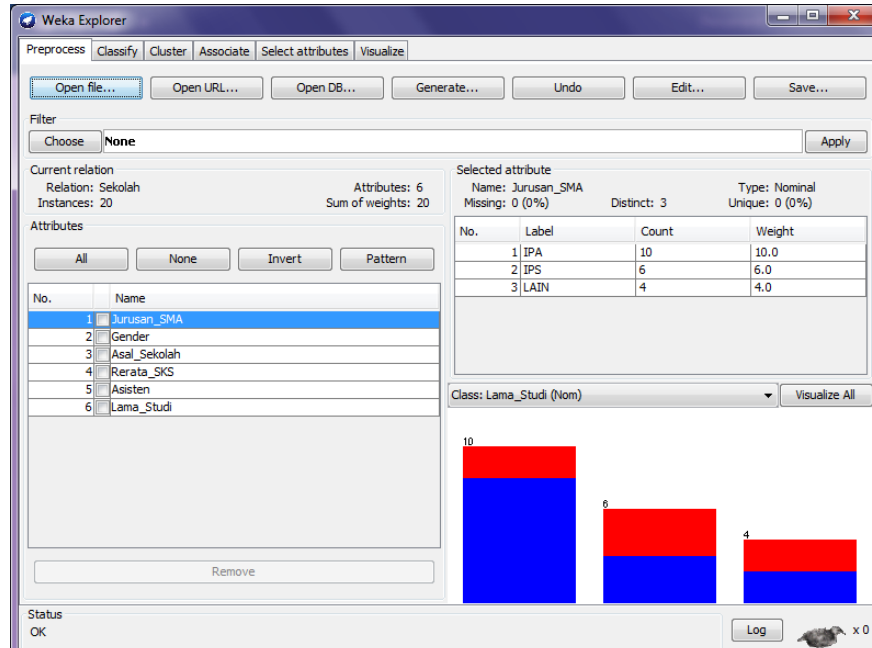 Weka Explorer
Preprocess Classify Cluster Associate Select attributes Visualize
Open file... Open URL... Open DB... Generate... Undo Edit... Save...
Filter
Choose None Apply
Current relation
Relation: Sekolah Attributes: 6
Instances: 20 Sum of weights: 20
Attributes
All None Invert Pattern
No. Name
1 Jurusan_SMA
2 Gender
3 Asal_Sekolah
4 Rerata_SKS
5 Asisten
6 Lama_Studi
Remove
Selected attribute
Name: Jurusan_SMA Type: Nominal
Missing: 0 (0%) Distinct: 3 Unique: 0 (0%)
No. Label Count Weight
1 IPA 10 10.0
2 IPS 6 6.0
3 LAIN 4 4.0
Class: Lama_Studi (Nom) Visualize All
10
6
4
Status
OK
Log x 0